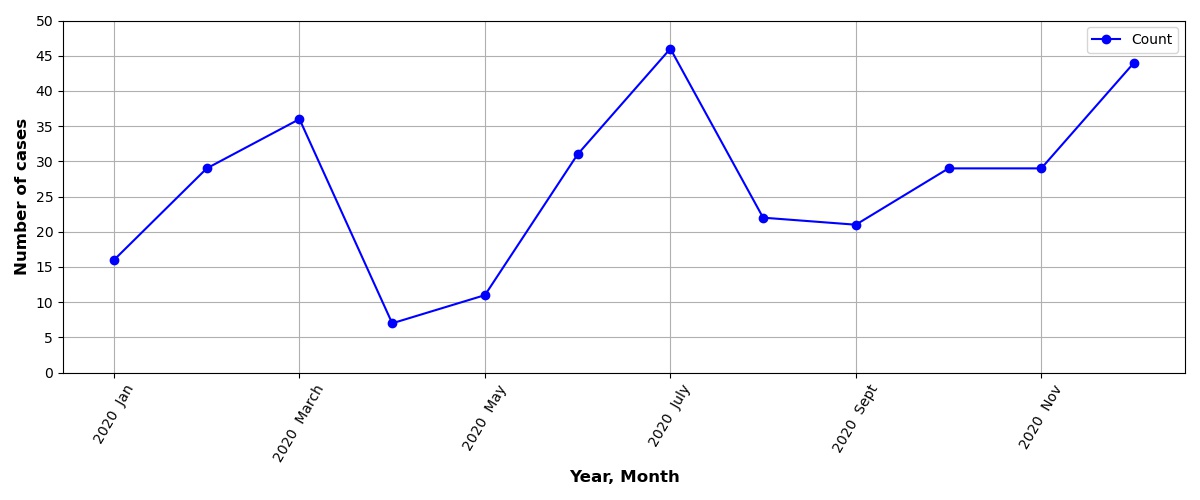 50
45
40
35
30
25
20
15
10
5
0
Number of cases
Count
2020 Jan
2020 March
2020 May
2020 July
2020 Sept
2020 Nov
Year, Month